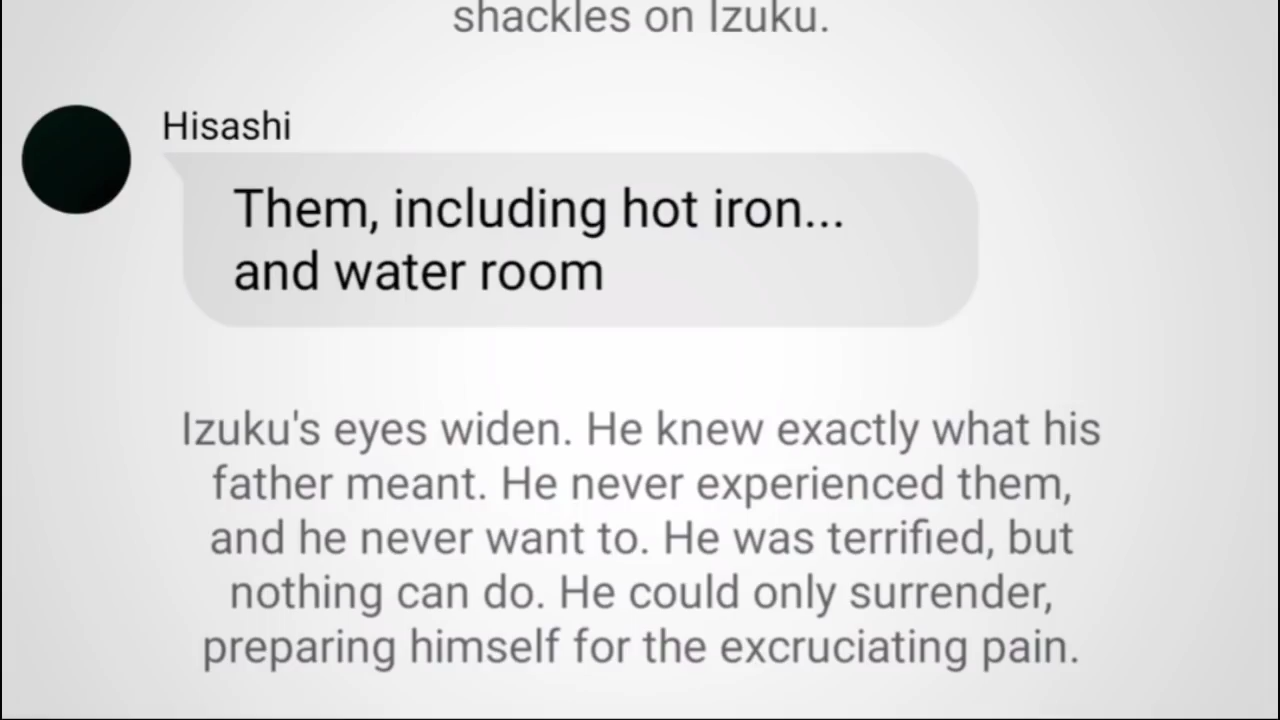 shackles on Izuku.
Hisashi
Them, including hot iron...
and water room
Izuku's eyes widen. He knew exactly what his
father meant. He never experienced them,
and he never want to. He was terrified, but
nothing can do. He could only surrender,
preparing himself for the excruciating pain.